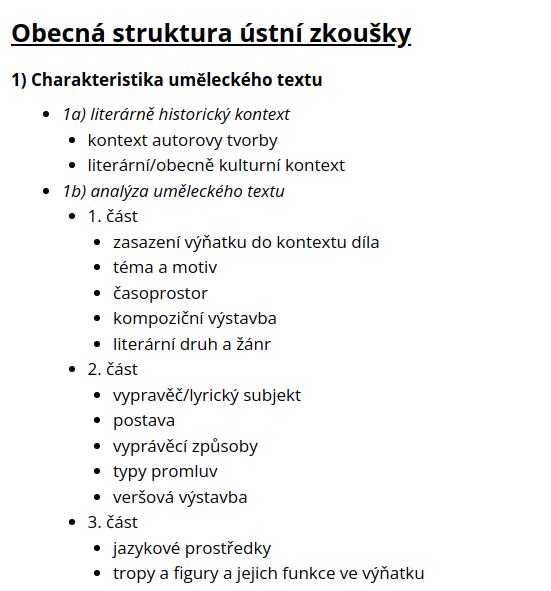 Obecná struktura ústní zkoušky
1) Charakteristika uměleckého textu
1a) literárně historický kontext
kontext autorovy tvorby
literární/obecně kulturní kontext
1b) analýza uměleckého textu
1. část
zasazení výňatku do kontextu díla
téma a motiv
časoprostor
kompoziční výstavba
literární druh a žánr
2. část
vypravěč/lyrický subjekt
postava
vyprávěcí způsoby
typy promluv
veršová výstavba
3. část
jazykové prostředky
tropy a figury a jejich funkce ve výňatku